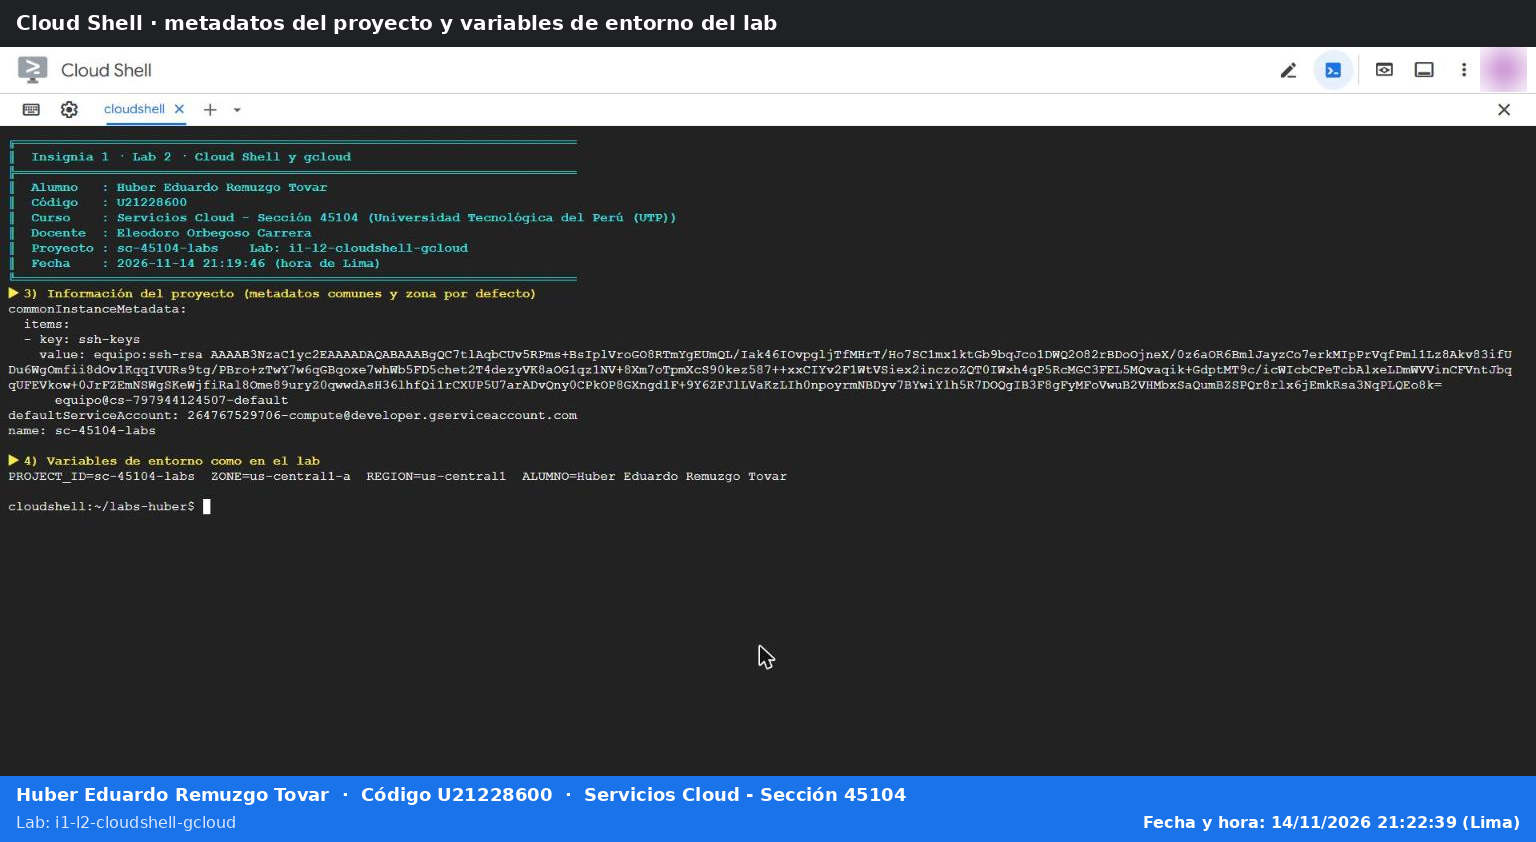 Cloud Shell · metadatos del proyecto y variables de entorno del lab
Cloud Shell
cloudshell
Insignia 1 · Lab 2 · Cloud Shell y gcloud
Alumno : Huber Eduardo Remuzgo Tovar
Código : U21228600
Curso : Servicios Cloud - Sección 45104 (Universidad Tecnológica del Perú (UTP))
Docente : Eleodoro Orbegoso Carrera
Proyecto : sc-45104-labs Lab: i1-l2-cloudshell-gcloud
Fecha : 2026-11-14 21:19:46 (hora de Lima)
3) Información del proyecto (metadatos comunes y zona por defecto)
commonInstanceMetadata:
items:
- key: ssh-keys
value: equipo:ssh-rsa
equipo@cs-797944124507-default
defaultServiceAccount: 264767529706-compute@developer.gserviceaccount.com
name: sc-45104-labs
4) Variables de entorno como en el lab
PROJECT_ID=sc-45104-labs ZONE=us-central1-a REGION=us-central1 ALUMNO=Huber Eduardo Remuzgo Tovar
cloudshell:~/labs-huber$
Huber Eduardo Remuzgo Tovar · Código U21228600 · Servicios Cloud - Sección 45104
Lab: i1-l2-cloudshell-gcloud
Fecha y hora: 14/11/2026 21:22:39 (Lima)